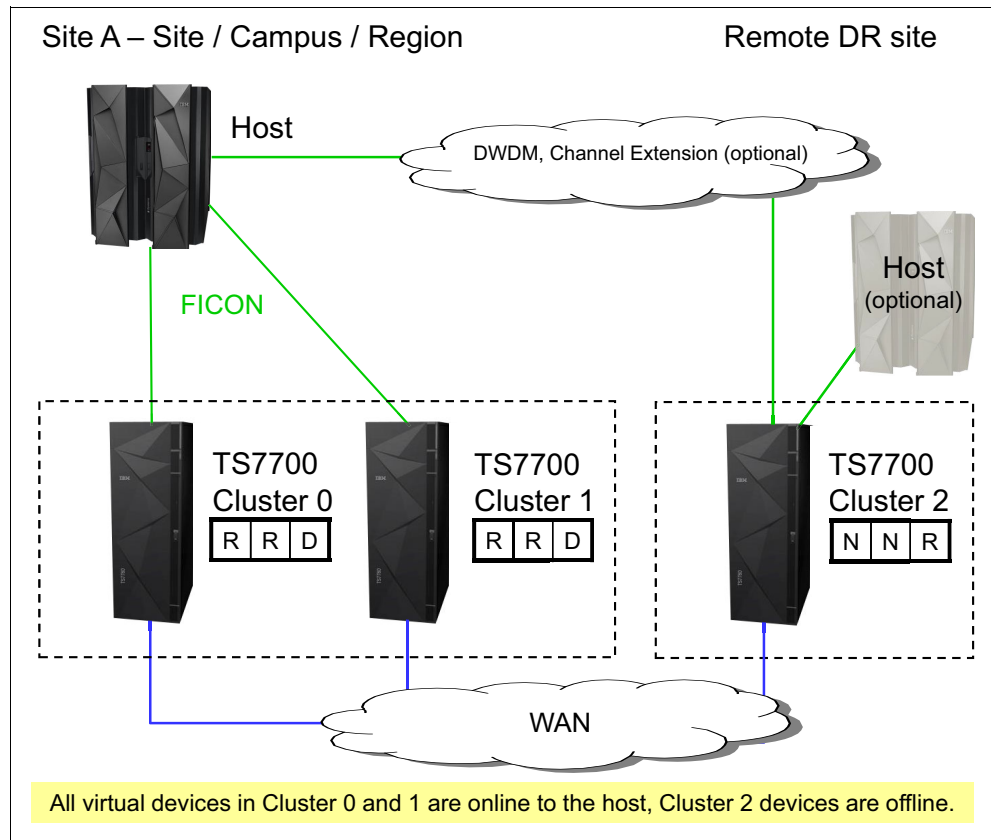 Site A – Site / Campus / Region
Remote DR site
Host
DWDM, Channel Extension (optional)
Host
(optional)
FICON
TS7700
Cluster 0
R R D
TS7700
Cluster 1
R R D
TS7700
Cluster 2
N N R
WAN
All virtual devices in Cluster 0 and 1 are online to the host, Cluster 2 devices are offline.